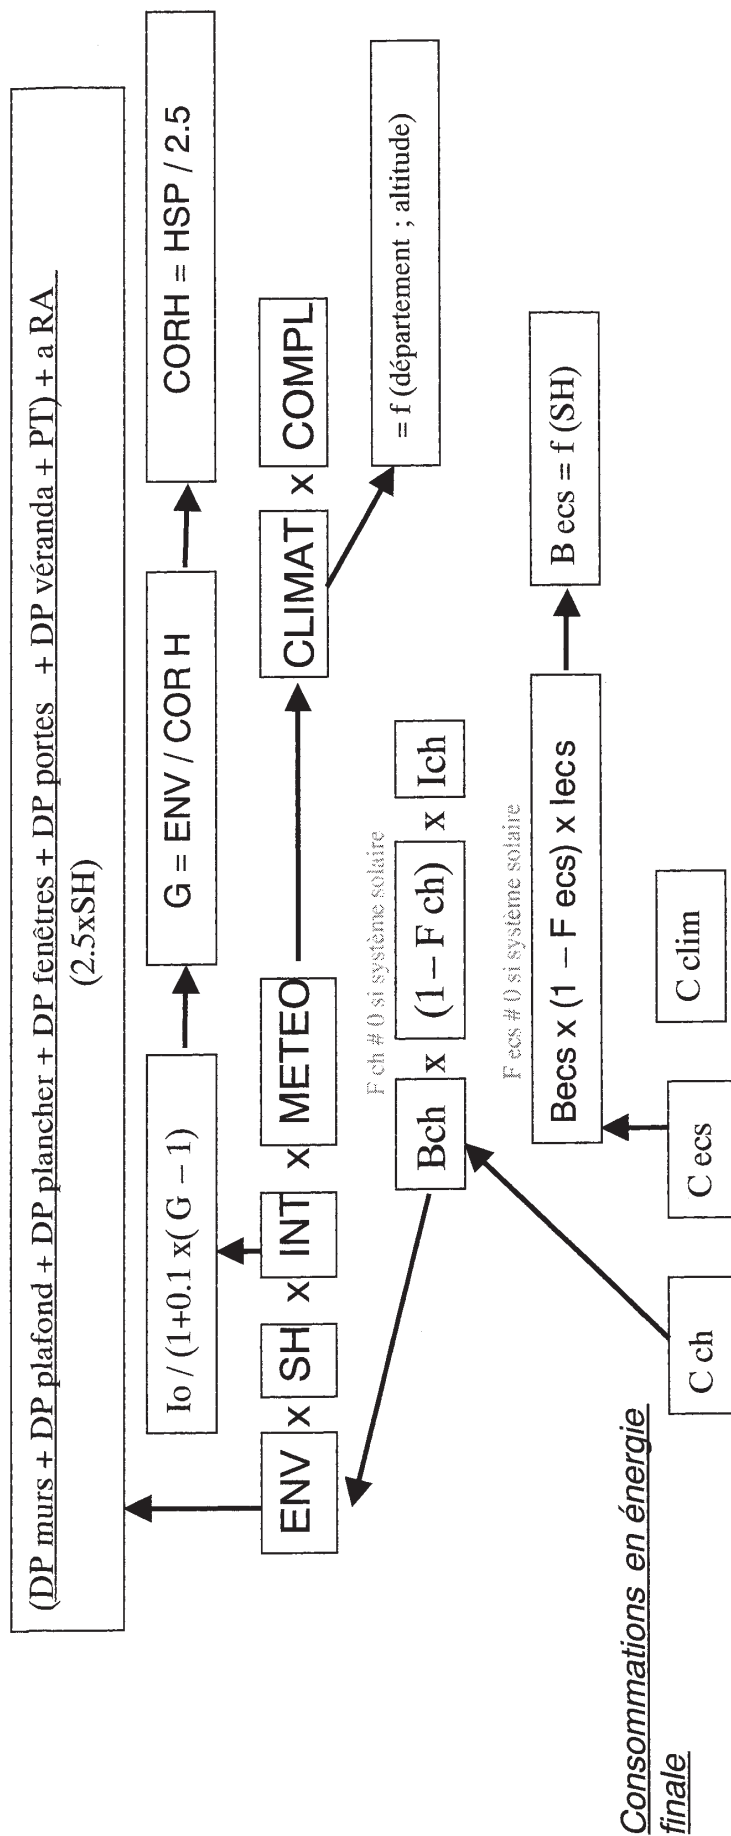 (DP murs + DP plafond + DP plancher + DP fenêtres + DP portes + DP véranda + PT) + a RA
(2.5xSH)
Io / (1+0.1 x( G – 1)
G = ENV / COR H
CORH = HSP / 2.5
ENV x SH x INT x METEO
CLIMAT x COMPL
= f (département ; altitude)
F ch # 0 si système solaire
Bch x (1 – F ch) x Ich
F ecs # 0 si système solaire
Becs x (1 – F ecs) x Iecs
B ecs = f (SH)
Consommations en énergie
finale
C ch
C ecs
C clim